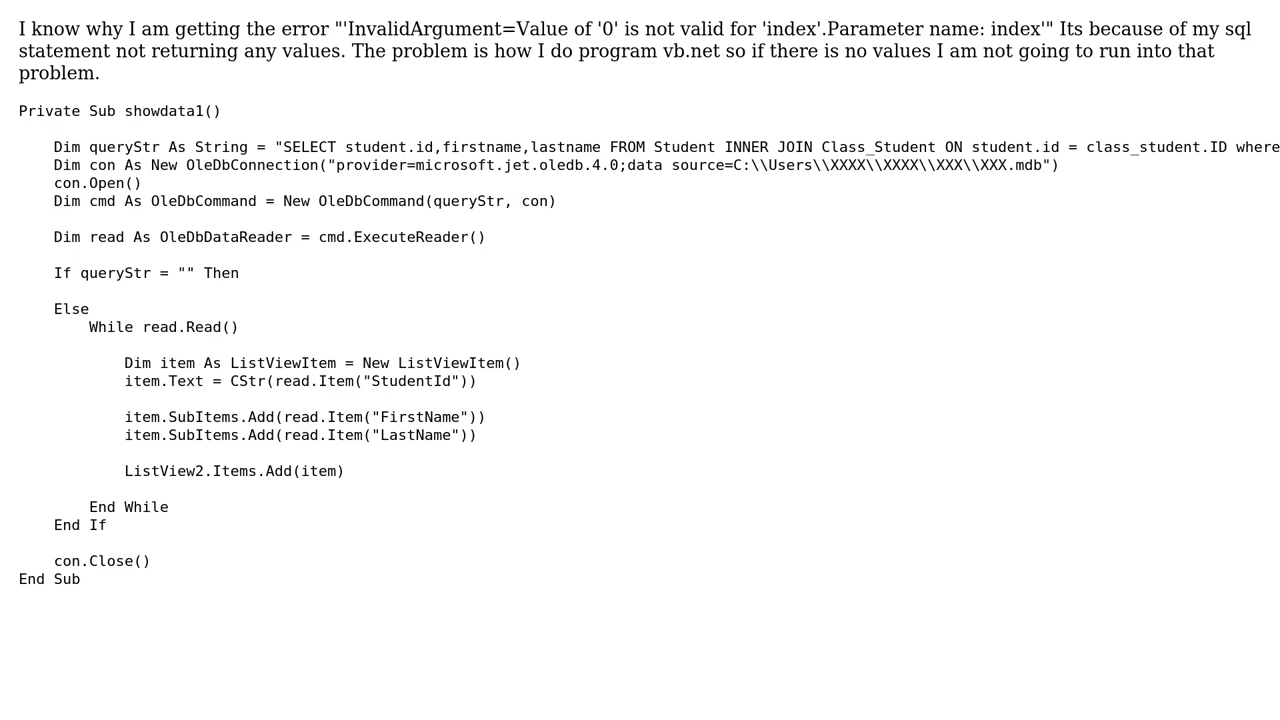 I know why I am getting the error "'InvalidArgument=Value of '0' is not valid for 'index'.Parameter name: index'" Its because of my sql
statement not returning any values. The problem is how I do program vb.net so if there is no values I am not going to run into that
problem.
Private Sub showdata1()
    Dim queryStr As String = "SELECT student.id,firstname,lastname FROM Student INNER JOIN Class_Student ON student.id = class_student.ID where
    Dim con As New OleDbConnection("provider=microsoft.jet.oledb.4.0;data source=C:\\Users\\XXXX\\XXXX\\XXX\\XXX.mdb")
    con.Open()
    Dim cmd As OleDbCommand = New OleDbCommand(queryStr, con)
    Dim read As OleDbDataReader = cmd.ExecuteReader()
    If queryStr = "" Then
    Else
        While read.Read()
            Dim item As ListViewItem = New ListViewItem()
            item.Text = CStr(read.Item("StudentId"))
            item.SubItems.Add(read.Item("FirstName"))
            item.SubItems.Add(read.Item("LastName"))
            ListView2.Items.Add(item)
        End While
    End If
    con.Close()
End Sub